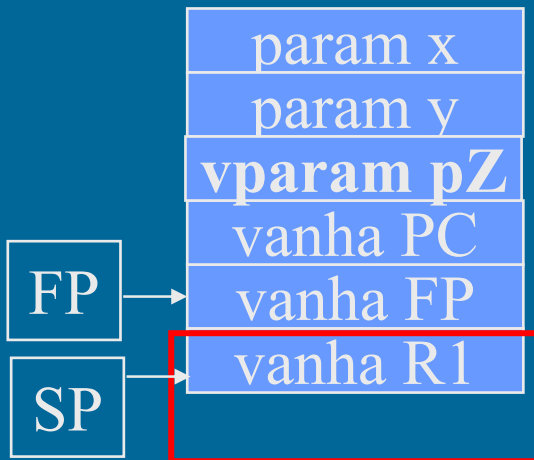 param x
param y
vparam pZ
vanha PC
FP
vanha FP
vanha R1
SP